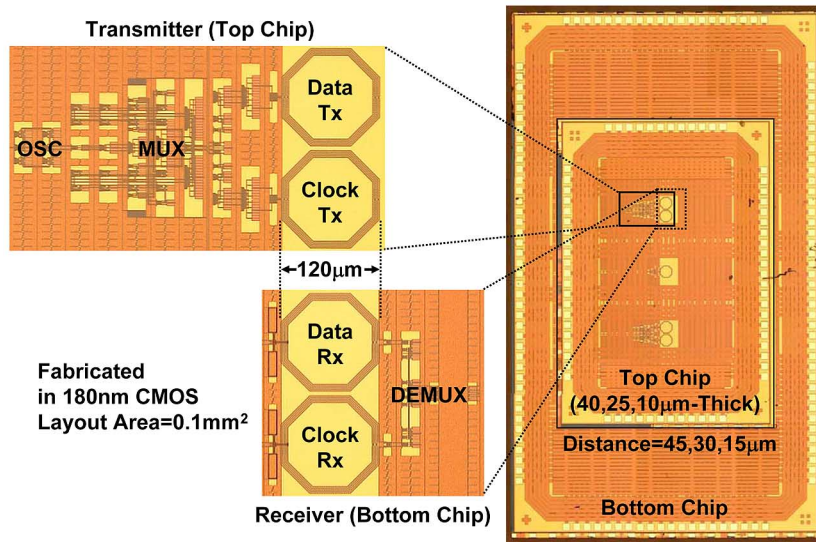 Transmitter (Top Chip)
OSC
MUX
Data
Tx
Clock
Tx
120μm
Data
Rx
Clock
Rx
DEMUX
Fabricated
in 180nm CMOS
Layout Area=0.1mm²
Receiver (Bottom Chip)
Top Chip
(40,25,10μm-Thick)
Distance=45,30,15μm
Bottom Chip